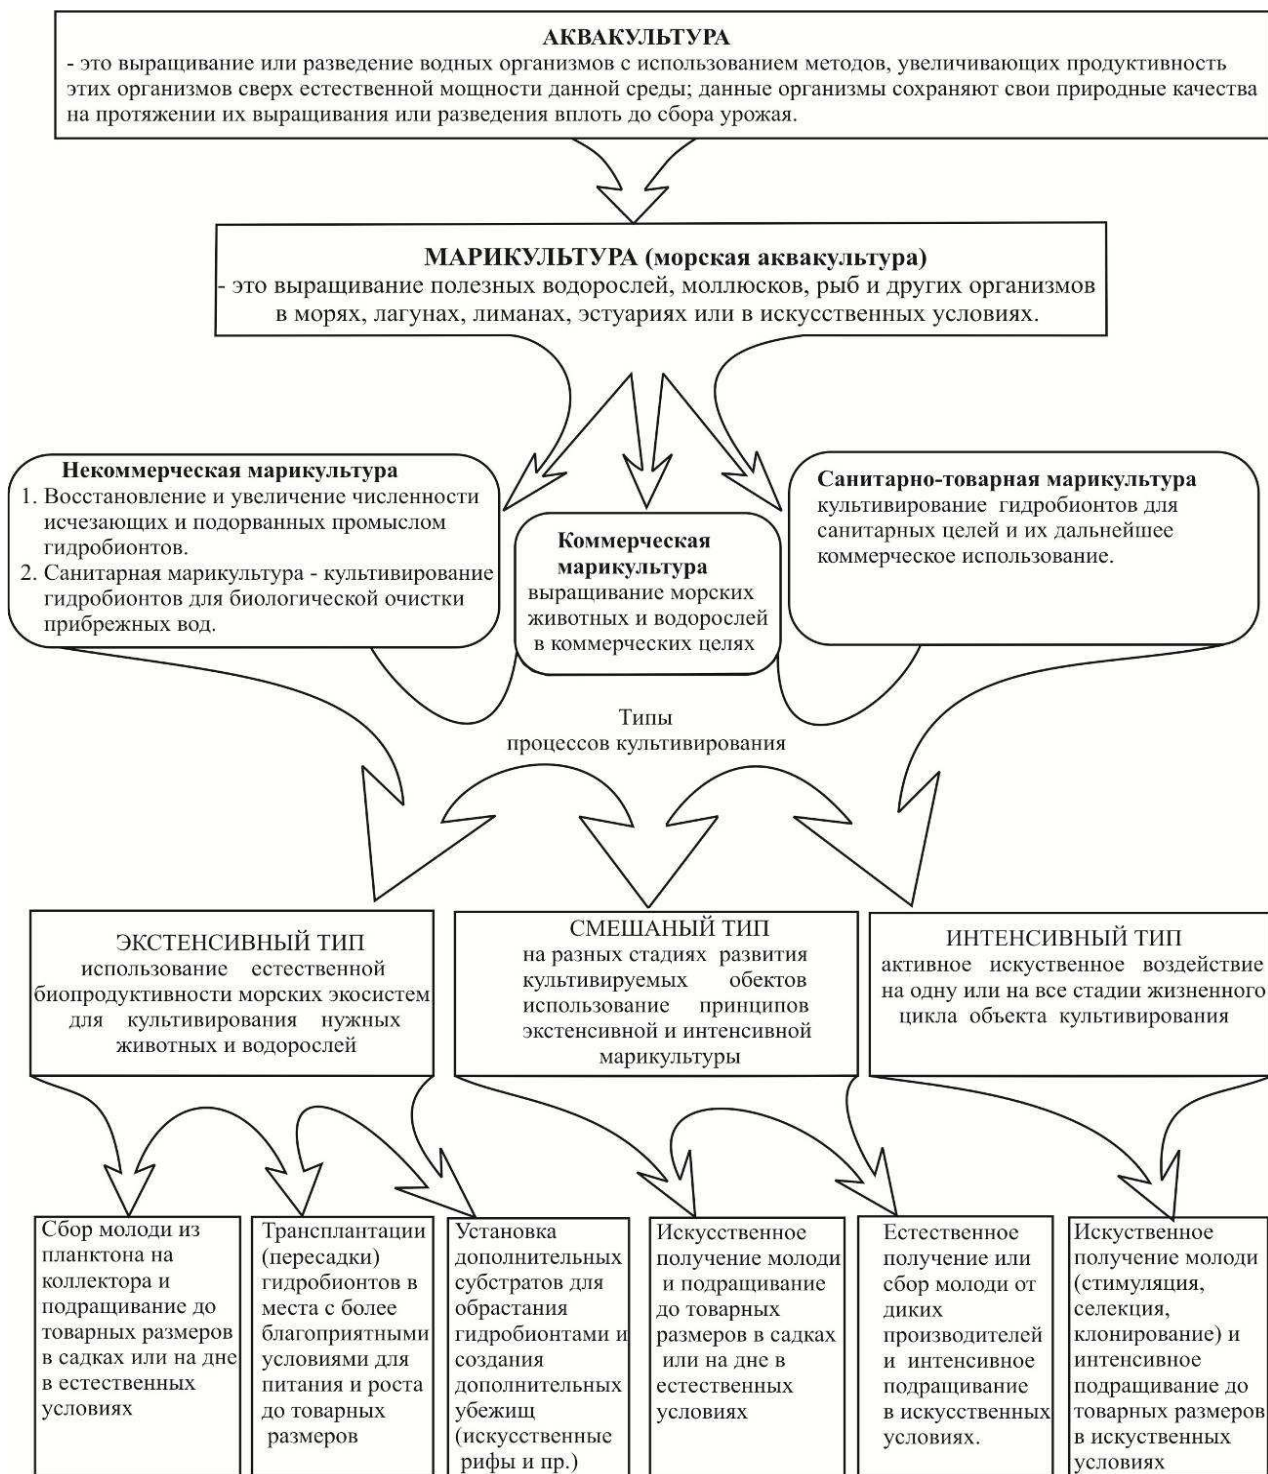 АКВАКУЛЬТУРА
- это выращивание или разведение водных организмов с использованием методов, увеличивающих продуктивность
этих организмов сверх естественной мощности данной среды; данные организмы сохраняют свои природные качества
на протяжении их выращивания или разведения вплоть до сбора урожая.
МАРИКУЛЬТУРА (морская аквакультура)
- это выращивание полезных водорослей, моллюсков, рыб и других организмов
в морях, лагунах, лиманах, эстуариях или в искусственных условиях.
Некоммерческая марикультура
1. Восстановление и увеличение численности
исчезающих и подорванных промыслом
гидробионтов.
2. Санитарная марикультура - культивирование
гидробионтов для биологической очистки
прибрежных вод.
Коммерческая
марикультура
выращивание морских
животных и водорослей
в коммерческих целях
Санитарно-товарная марикультура
культивирование гидробионтов для
санитарных целей и их дальнейшее
коммерческое использование.
Типы
процессов культивирования
ЭКСТЕНСИВНЫЙ ТИП
использование естественной
биопродуктивности морских экосистем
для культивирования нужных
животных и водорослей
СМЕШАНЫЙ ТИП
на разных стадиях развития
культивируемых обектов
использование принципов
экстенсивной и интенсивной
марикультуры
ИНТЕНСИВНЫЙ ТИП
активное искуственное воздействие
на одну или на все стадии жизненного
цикла объекта культивирования
Сбор молоди из
планктона на
коллектора и
подращивание до
товарных размеров
в садках или на дне
в естественных
условиях
Трансплантации
(пересадки)
гидробионтов в
места с более
благоприятными
условиями для
питания и роста
до товарных
размеров
Установка
дополнительных
субстратов для
обрастания
гидробионтами и
создания
дополнительных
убежищ
(искусственные
рифы и пр.)
Искусственное
получение молоди
и подращивание
до товарных
размеров в садках
или на дне в
естественных
условиях
Естественное
получение или
сбор молоди от
диких
производителей
и интенсивное
подращивание
в искусственных
условиях.
Искуственное
получение молоди
(стимуляция,
селекция,
клонирование) и
интенсивное
подращивание до
товарных размеров
в искуственных
условиях